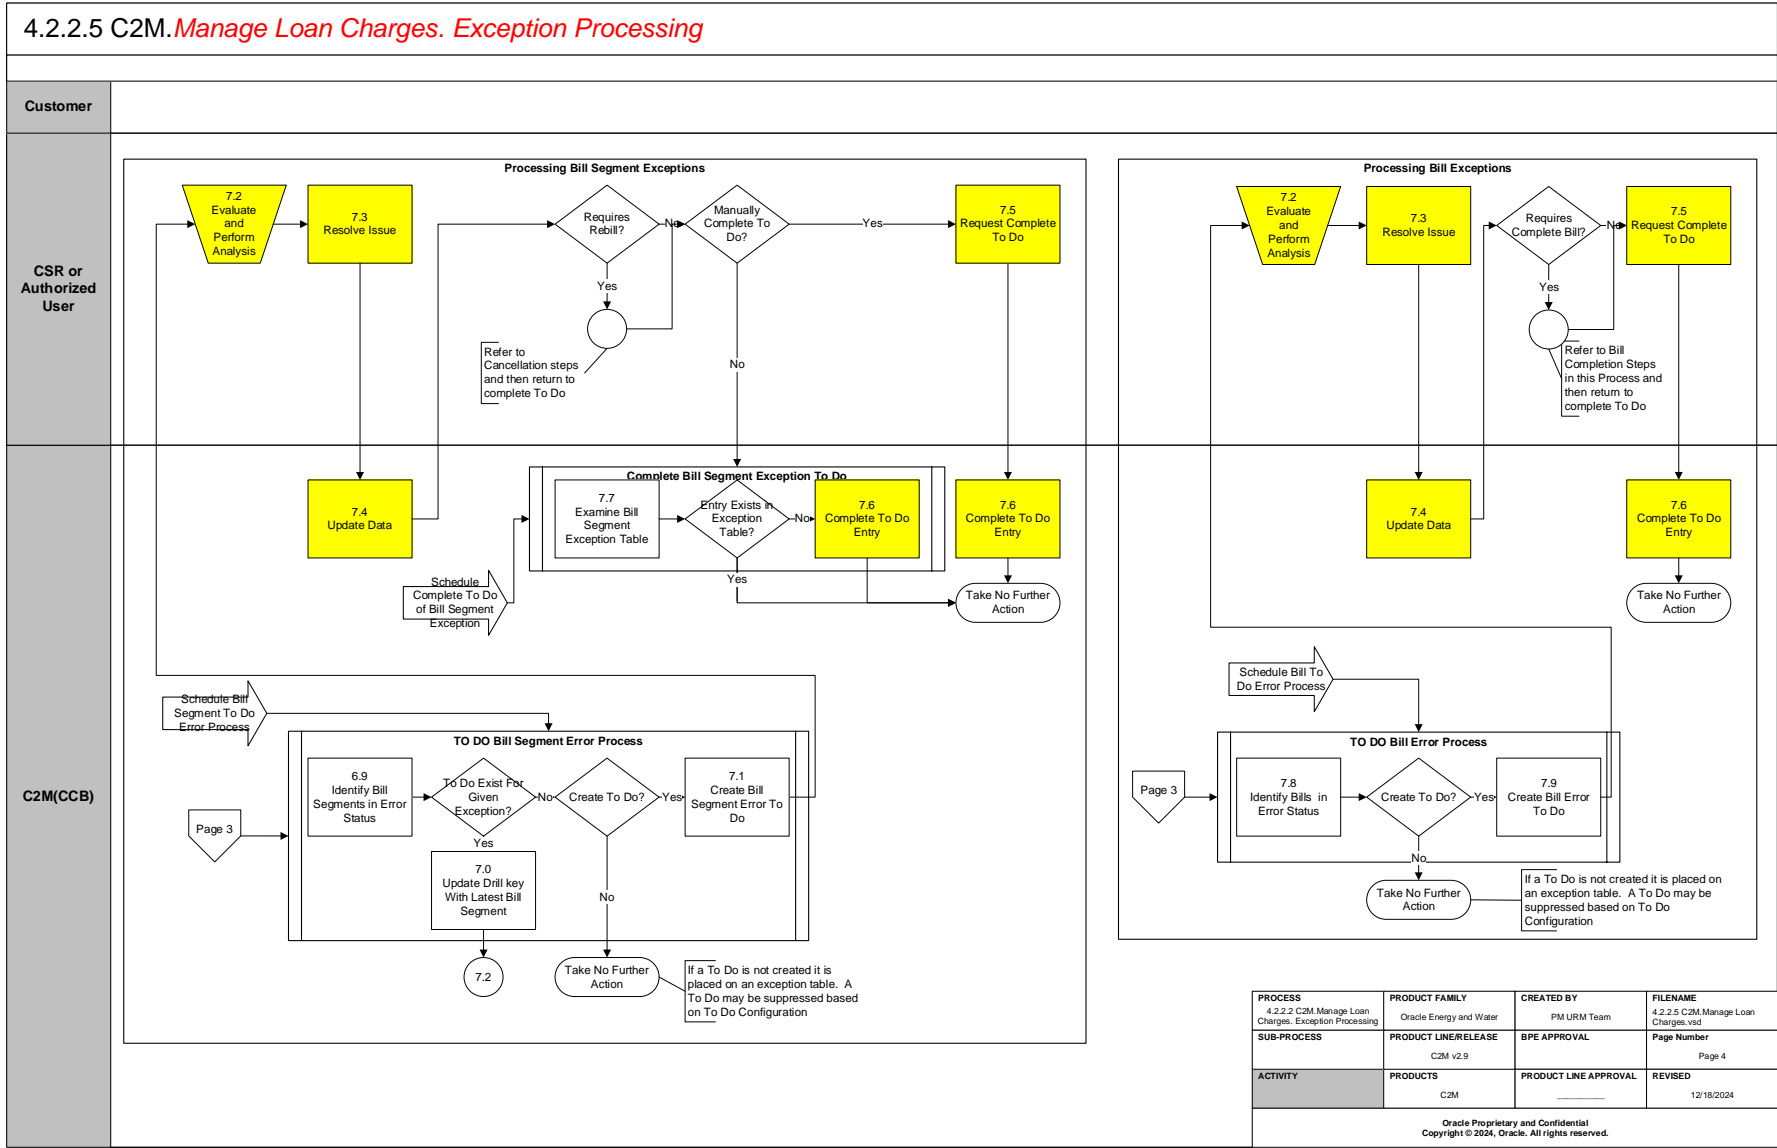 4.2.2.5 C2M.Manage Loan Charges. Exception Processing
Customer
CSR or
Authorized
User
C2M(CCB)
Processing Bill Segment Exceptions
7.2
Evaluate
and
Perform
Analysis
7.3
Resolve Issue
Requires
Rebill?
No
Manually
Complete To
Do?
Yes
7.5
Request Complete
To Do
Yes
Refer to
Cancellation steps
and then return to
complete To Do
No
7.4
Update Data
Complete Bill Segment Exception To Do
7.7
Examine Bill
Segment
Exception Table
Entry Exists in
Exception
Table?
No
7.6
Complete To Do
Entry
7.6
Complete To Do
Entry
Yes
Schedule
Complete To Do
of Bill Segment
Exception
Take No Further
Action
Schedule Bill
Segment To Do
Error Process
TO DO Bill Segment Error Process
6.9
Identify Bill
Segments in Error
Status
To Do Exist For
Given
Exception?
No
Create To Do?
Yes
7.1
Create Bill
Segment Error To
Do
Page 3
Yes
7.0
Update Drill key
With Latest Bill
Segment
No
7.2
Take No Further
Action
If a To Do is not created it is
placed on an exception table. A
To Do may be suppressed based
on To Do Configuration
Processing Bill Exceptions
7.2
Evaluate
and
Perform
Analysis
7.3
Resolve Issue
Requires
Complete Bill?
No
7.5
Request Complete
To Do
Yes
Refer to Bill
Completion Steps
in this Process and
then return to
complete To Do
7.4
Update Data
7.6
Complete To Do
Entry
Take No Further
Action
Schedule Bill To
Do Error Process
TO DO Bill Error Process
Page 3
7.8
Identify Bills in
Error Status
Create To Do?
Yes
7.9
Create Bill Error
To Do
No
Take No Further
Action
If a To Do is not created it is placed on
an exception table. A To Do may be
suppressed based on To Do
Configuration
PROCESS
4.2.2.2 C2M.Manage Loan
Charges. Exception Processing
PRODUCT FAMILY
Oracle Energy and Water
CREATED BY
PM URM Team
FILENAME
4.2.2.5 C2M.Manage Loan
Charges.vsd
SUB-PROCESS
PRODUCT LINE/RELEASE
C2M v2.9
BPE APPROVAL
Page Number
Page 4
ACTIVITY
PRODUCTS
C2M
PRODUCT LINE APPROVAL
___________
REVISED
12/18/2024
Oracle Proprietary and Confidential
Copyright © 2024, Oracle. All rights reserved.